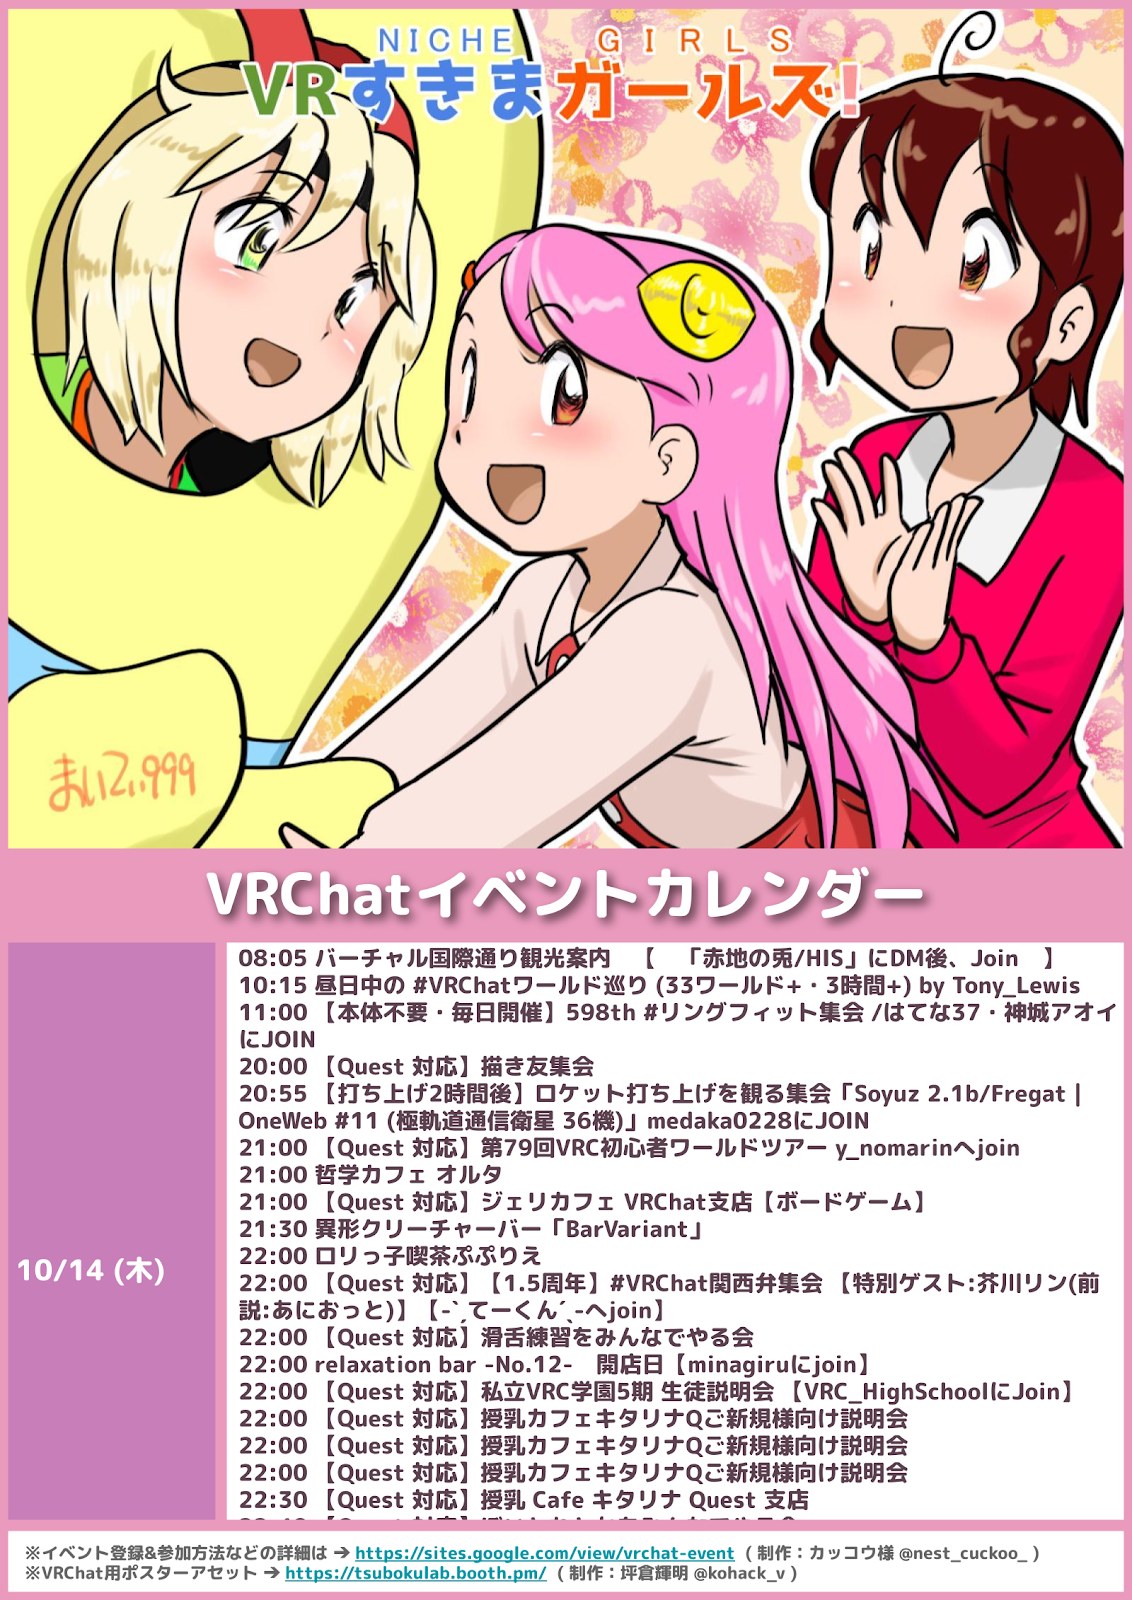 NICHE GIRLS
VRすきまガールズ!
まいてぃ999
VRChatイベントカレンダー
10/14 (木)
08:05 バーチャル国際通り観光案内　【　「赤地の兎/HIS」にDM後、Join　】
10:15 昼日中の #VRChatワールド巡り (33ワールド+・3時間+) by Tony_Lewis
11:00 【本体不要・毎日開催】598th #リングフィット集会 /はてな37・神城アオイ
にJOIN
20:00 【Quest 対応】描き友集会
20:55 【打ち上げ2時間後】ロケット打ち上げを観る集会「Soyuz 2.1b/Fregat |
OneWeb #11 (極軌道通信衛星 36機)」medaka0228にJOIN
21:00 【Quest 対応】第79回VRC初心者ワールドツアー y_nomarinへjoin
21:00 哲学カフェ オルタ
21:00 【Quest 対応】ジェリカフェ VRChat支店【ボードゲーム】
21:30 異形クリーチャーバー「BarVariant」
22:00 ロリっ子喫茶ぷぷりえ
22:00 【Quest 対応】【1.5周年】#VRChat関西弁集会 【特別ゲスト:芥川リン(前
説:あにおっと)】【-`ˏてーくんˊˎ-へjoin】
22:00 【Quest 対応】滑舌練習をみんなでやる会
22:00 relaxation bar -No.12-　開店日【minagiruにjoin】
22:00 【Quest 対応】私立VRC学園5期 生徒説明会 【VRC_HighSchoolにJoin】
22:00 【Quest 対応】授乳カフェキタリナQご新規様向け説明会
22:00 【Quest 対応】授乳カフェキタリナQご新規様向け説明会
22:00 【Quest 対応】授乳カフェキタリナQご新規様向け説明会
22:30 【Quest 対応】授乳 Cafe キタリナ Quest 支店
※イベント登録&参加方法などの詳細は ➔ https://sites.google.com/view/vrchat-event （ 制作：カッコウ様 @nest_cuckoo_ ）
※VRChat用ポスターアセット ➔ https://tsubokulab.booth.pm/ （ 制作：坪倉輝明 @kohack_v ）